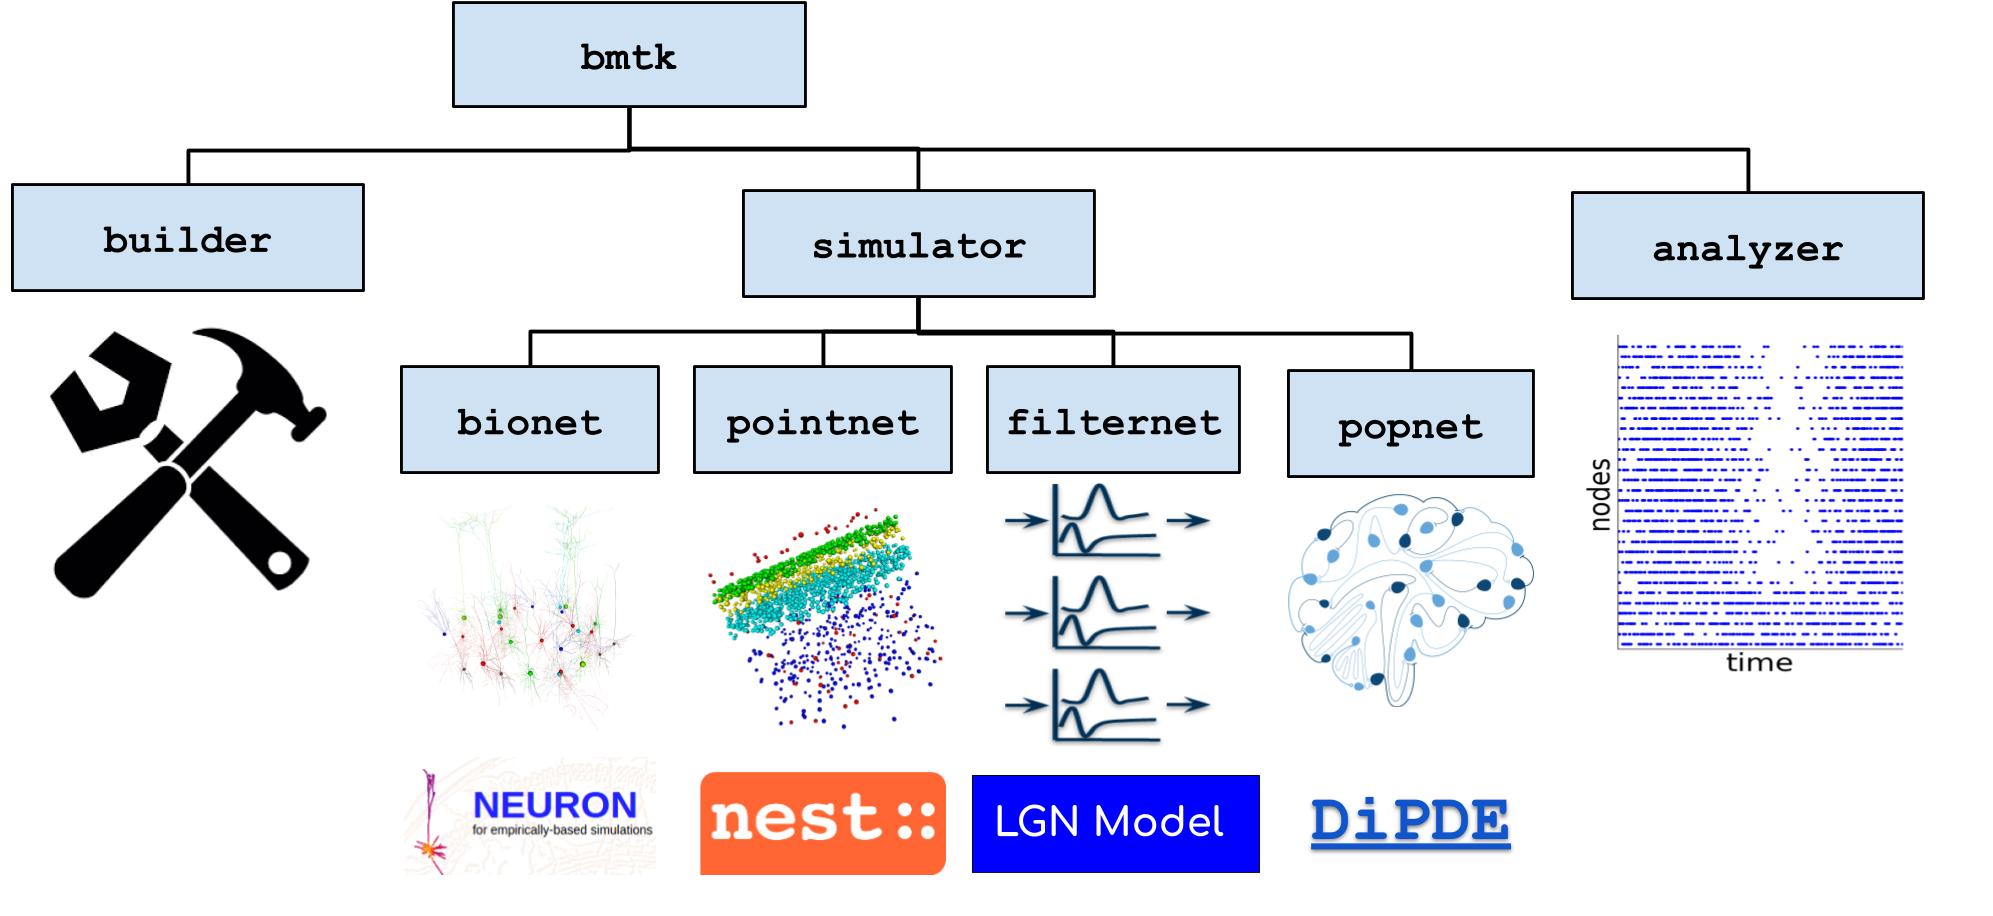 bmtk
builder
simulator
analyzer
bionet
pointnet
filternet
popnet
nodes
time
NEURON
for empirically-based simulations
nest::
LGN Model
DiPDE